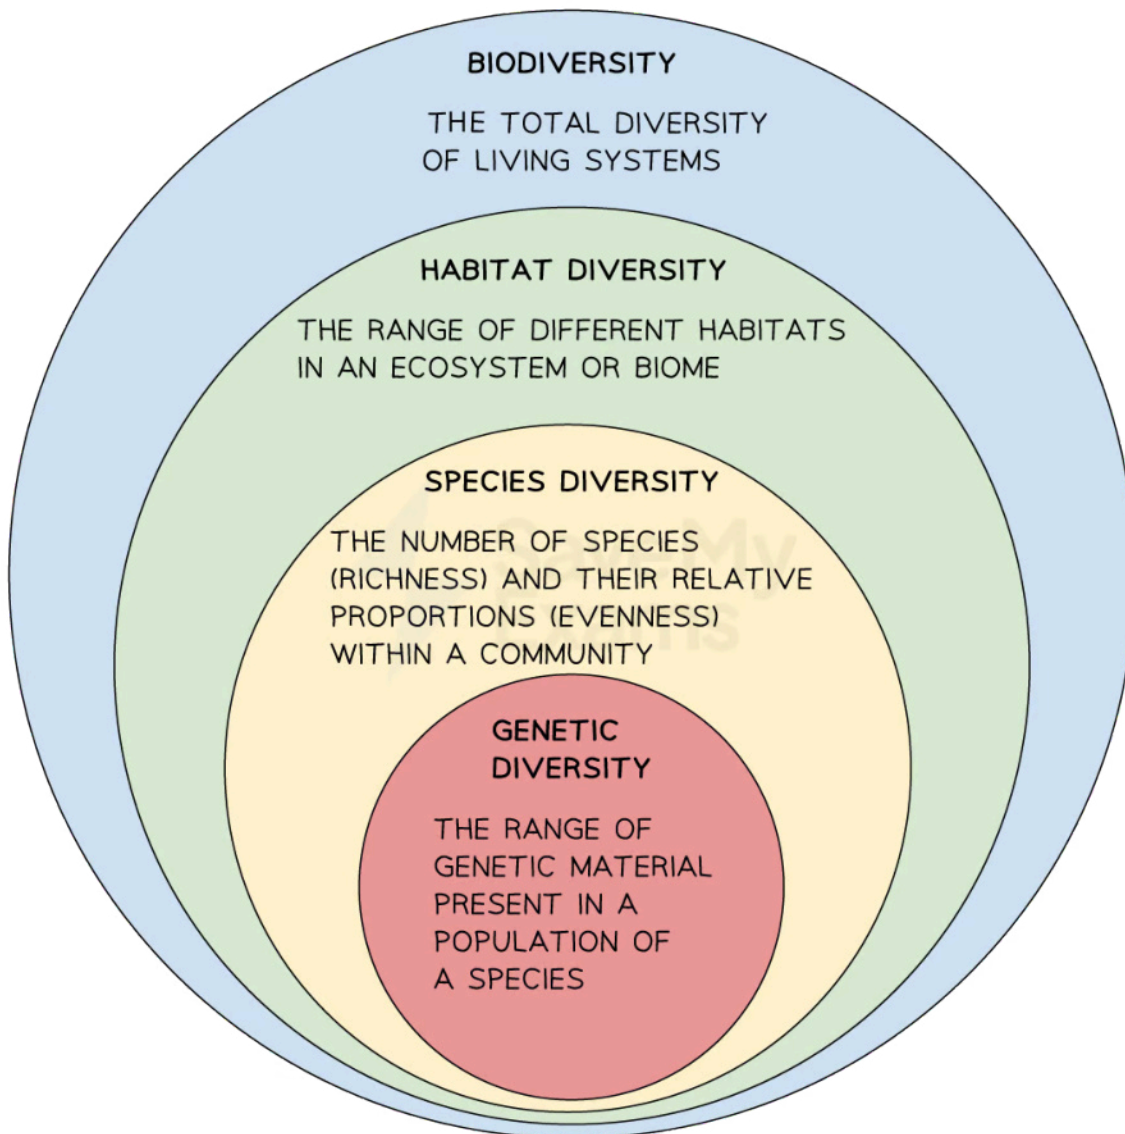 BIODIVERSITY
THE TOTAL DIVERSITY
OF LIVING SYSTEMS
HABITAT DIVERSITY
THE RANGE OF DIFFERENT HABITATS
IN AN ECOSYSTEM OR BIOME
SPECIES DIVERSITY
THE NUMBER OF SPECIES
(RICHNESS) AND THEIR RELATIVE
PROPORTIONS (EVENNESS)
WITHIN A COMMUNITY
SaveMy
Exams
GENETIC
DIVERSITY
THE RANGE OF
GENETIC MATERIAL
PRESENT IN A
POPULATION OF
A SPECIES